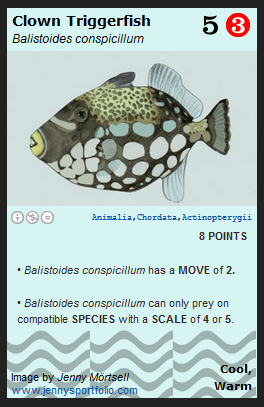 Clown Triggerfish
Balistoides conspicillum
5 3
Animalia,Chordata,Actinopterygii
8 POINTS
• Balistoides conspicillum has a MOVE of 2.
• Balistoides conspicillum can only prey on
compatible SPECIES with a SCALE of 4 or 5.
Cool,
Warm
Image by Jenny Mörtsell
www.jennysportfolio.com